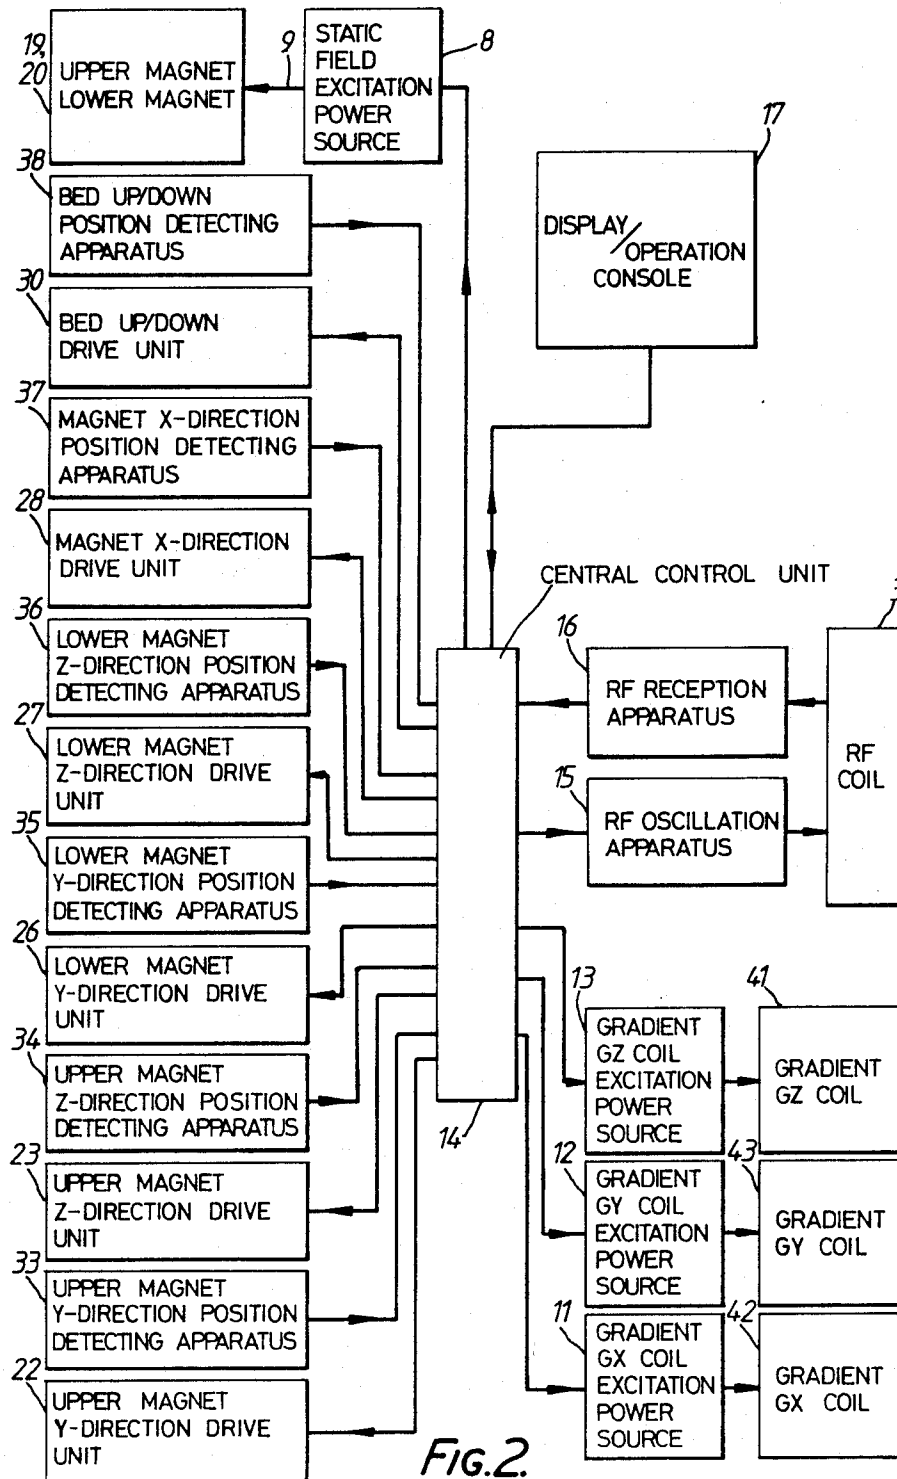 19,
20
UPPER MAGNET
LOWER MAGNET
9
STATIC
FIELD
EXCITATION
POWER
SOURCE
8
17
DISPLAY/
OPERATION
CONSOLE
38
BED UP/DOWN
POSITION DETECTING
APPARATUS
30
BED UP/DOWN
DRIVE UNIT
37
MAGNET X-DIRECTION
POSITION DETECTING
APPARATUS
28
MAGNET X-DIRECTION
DRIVE UNIT
36
LOWER MAGNET
Z-DIRECTION POSITION
DETECTING APPARATUS
27
LOWER MAGNET
Z-DIRECTION DRIVE
UNIT
35
LOWER MAGNET
Y-DIRECTION POSITION
DETECTING APPARATUS
26
LOWER MAGNET
Y-DIRECTION DRIVE
UNIT
34
UPPER MAGNET
Z-DIRECTION POSITION
DETECTING APPARATUS
23
UPPER MAGNET
Z-DIRECTION DRIVE
UNIT
33
UPPER MAGNET
Y-DIRECTION POSITION
DETECTING APPARATUS
22
UPPER MAGNET
Y-DIRECTION DRIVE
UNIT
CENTRAL CONTROL UNIT
14
16
RF RECEPTION
APPARATUS
15
RF OSCILLATION
APPARATUS
RF
COIL
13
GRADIENT
GZ COIL
EXCITATION
POWER
SOURCE
41
GRADIENT
GZ COIL
12
GRADIENT
GY COIL
EXCITATION
POWER
SOURCE
43
GRADIENT
GY COIL
11
GRADIENT
GX COIL
EXCITATION
POWER
SOURCE
42
GRADIENT
GX COIL
FIG.2.